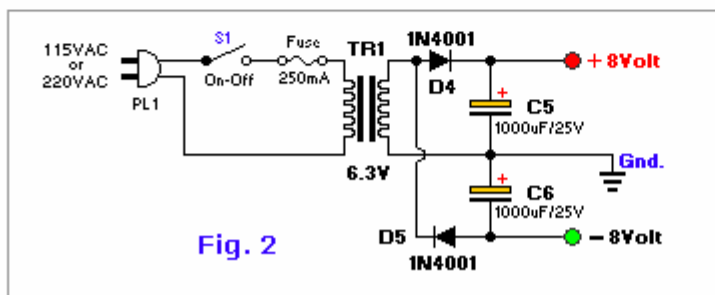 115VAC
or
220VAC
PL1
S1
On-Off
Fuse
250mA
TR1
6.3V
1N4001
D4
+8Volt
+
C5
1000uF/25V
Gnd.
+
C6
1000uF/25V
D5
1N4001
-8Volt
Fig. 2